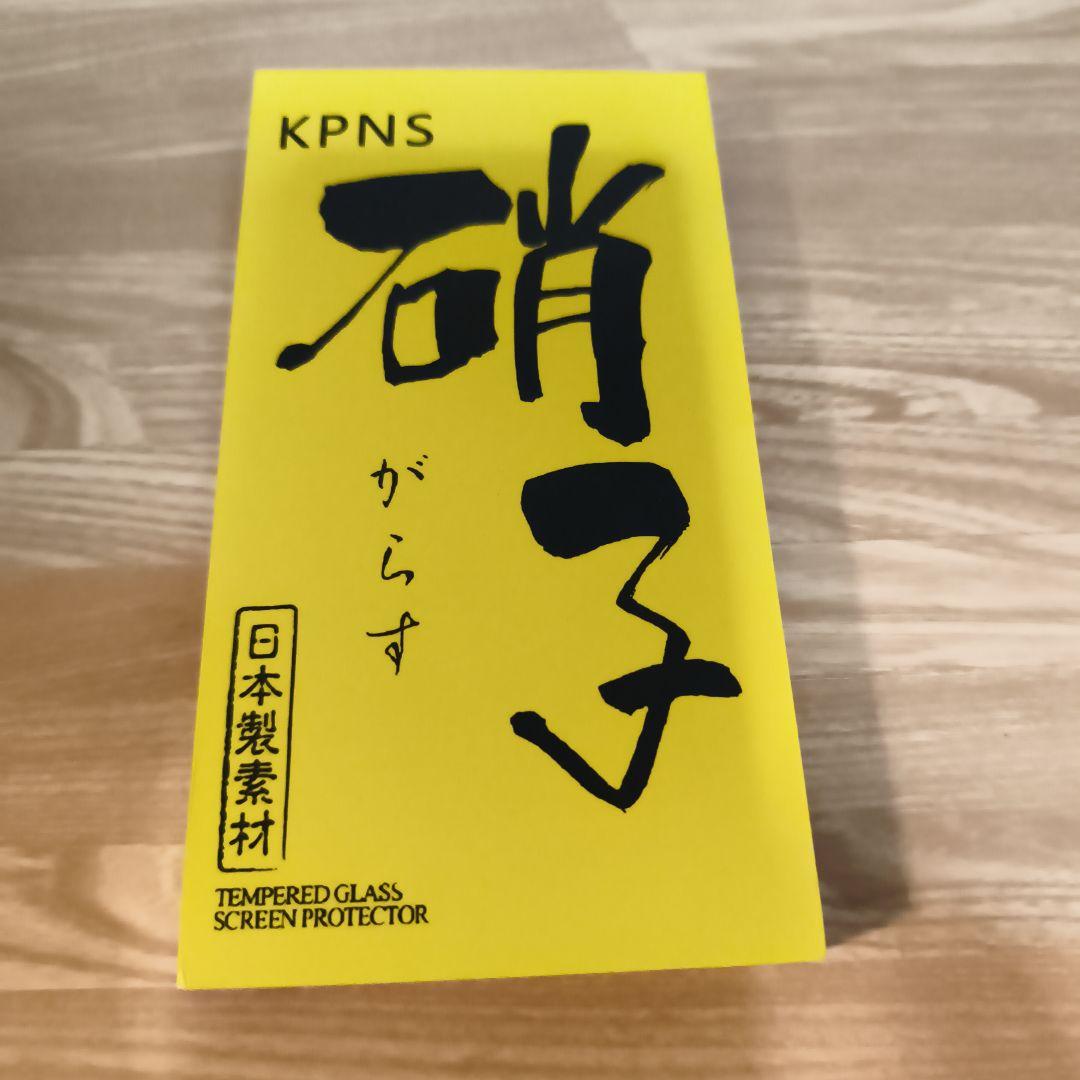 KPNS
硝子
がらす
日本製素材
TEMPERED GLASS
SCREEN PROTECTOR